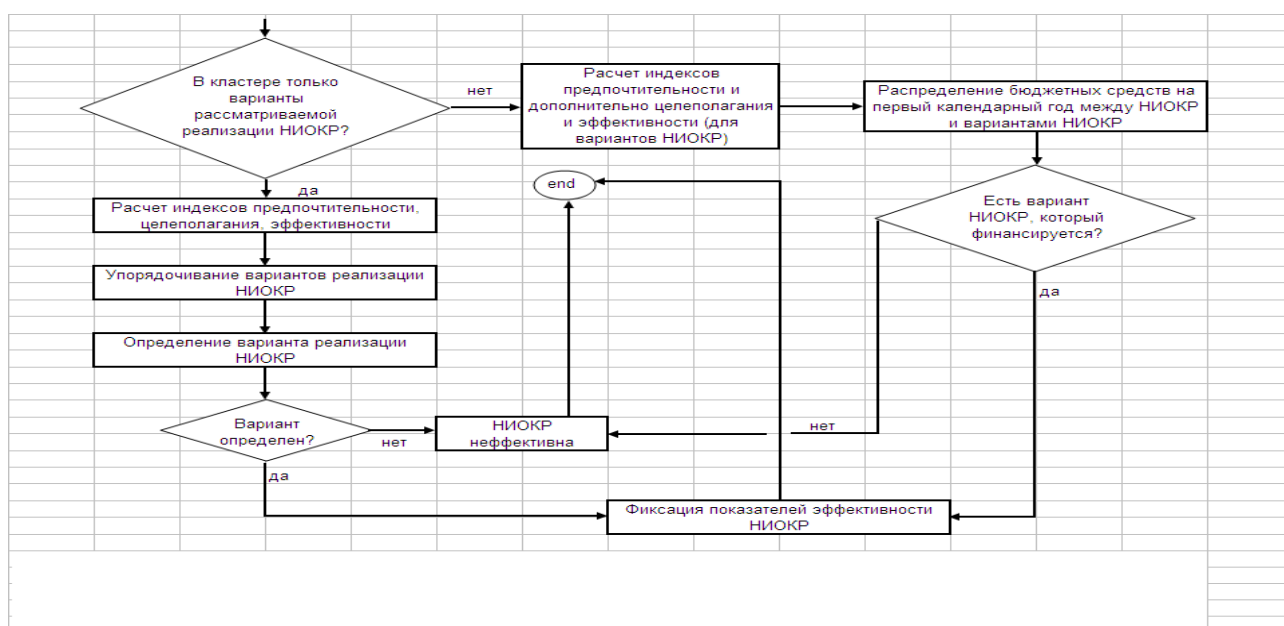 В кластере только
варианты
рассматриваемой
реализации НИОКР?
нет
Расчет индексов
предпочтительности и
дополнительно целеполагания
и эффективности (для
вариантов НИОКР)
Распределение бюджетных средств на
первый календарный год между НИОКР
и вариантами НИОКР
да
end
Есть вариант
НИОКР, который
финансируется?
Расчет индексов предпочтительности,
целеполагания, эффективности
Упорядочивание вариантов реализации
НИОКР
да
Определение варианта реализации
НИОКР
Вариант
определен?
нет
НИОКР
неффективна
нет
да
Фиксация показателей эффективности
НИОКР